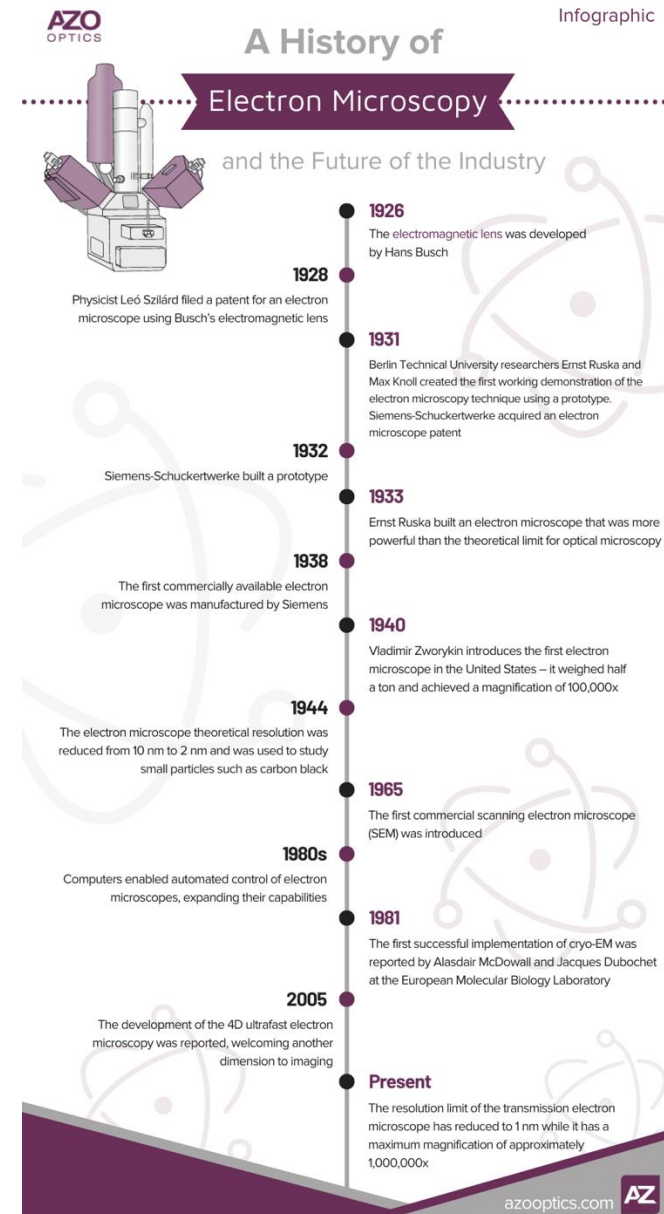 AZO
OPTICS
Infographic
A History of
Electron Microscopy
and the Future of the Industry
1926
The electromagnetic lens was developed
by Hans Busch
1928
Physicist Leó Szilárd filed a patent for an electron
microscope using Busch's electromagnetic lens
1931
Berlin Technical University researchers Ernst Ruska and
Max Knoll created the first working demonstration of the
electron microscopy technique using a prototype.
Siemens-Schuckertwerke acquired an electron
microscope patent
1932
Siemens-Schuckertwerke built a prototype
1933
Ernst Ruska built an electron microscope that was more
powerful than the theoretical limit for optical microscopy
1938
The first commercially available electron
microscope was manufactured by Siemens
1940
Vladimir Zworykin introduces the first electron
microscope in the United States – it weighed half
a ton and achieved a magnification of 100,000x
1944
The electron microscope theoretical resolution was
reduced from 10 nm to 2 nm and was used to study
small particles such as carbon black
1965
The first commercial scanning electron microscope
(SEM) was introduced
1980s
Computers enabled automated control of electron
microscopes, expanding their capabilities
1981
The first successful implementation of cryo-EM was
reported by Alasdair McDowall and Jacques Dubochet
at the European Molecular Biology Laboratory
2005
The development of the 4D ultrafast electron
microscopy was reported, welcoming another
dimension to imaging
Present
The resolution limit of the transmission electron
microscope has reduced to 1 nm while it has a
maximum magnification of approximately
1,000,000x
azooptics.com
AZ